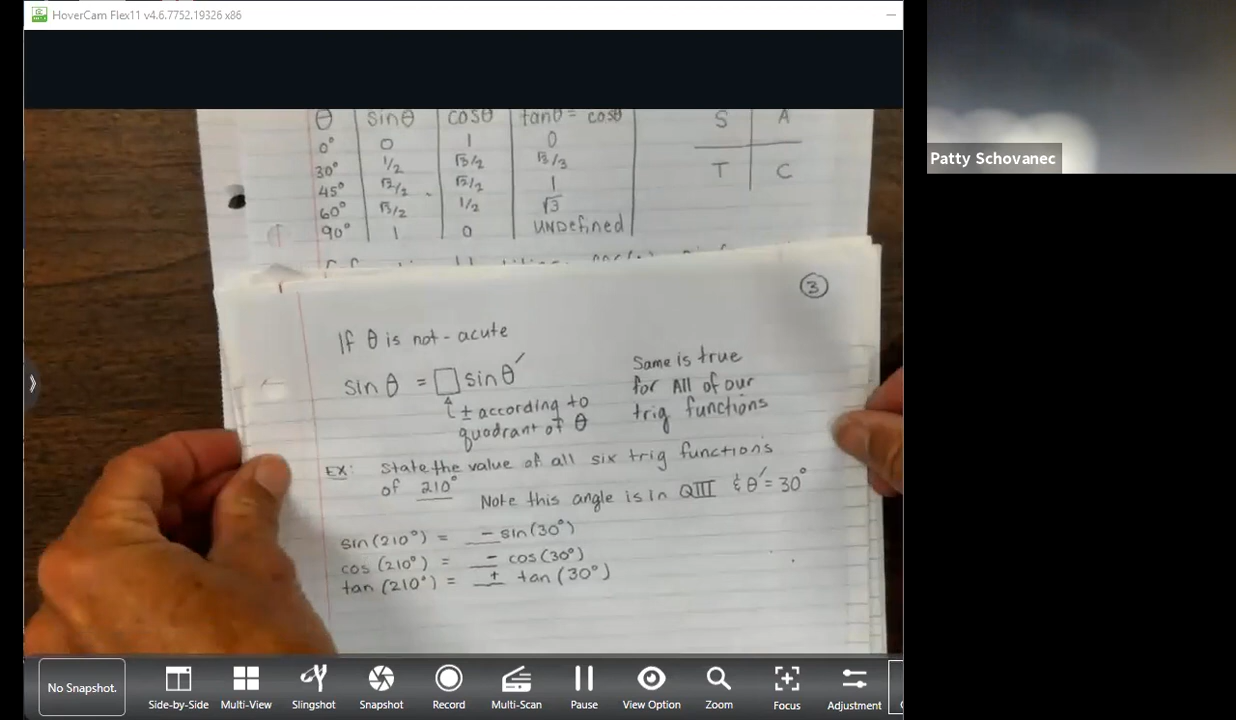 HoverCam Flex11 v4.6.7752.19326 x86
Patty Schovanec
θ sinθ cosθ tanθ = cosθ
0° 0 1 0
30° 1/2 √3/2 √3/3
45° √2/2 √2/2 1
60° √3/2 1/2 √3
90° 1 0 UNDefined
S A
T C
3
If θ is not-acute
sin θ = □ sin θ′
± according to
quadrant of θ
Same is true
for All of our
trig functions
EX: State the value of all six trig functions
of 210° Note this angle is in QIII & θ′ = 30°
sin(210°) = - sin(30°)
cos(210°) = - cos(30°)
tan(210°) = + tan(30°)
No Snapshot.
Side-by-Side
Multi-View
Slingshot
Snapshot
Record
Multi-Scan
Pause
View Option
Zoom
Focus
Adjustment